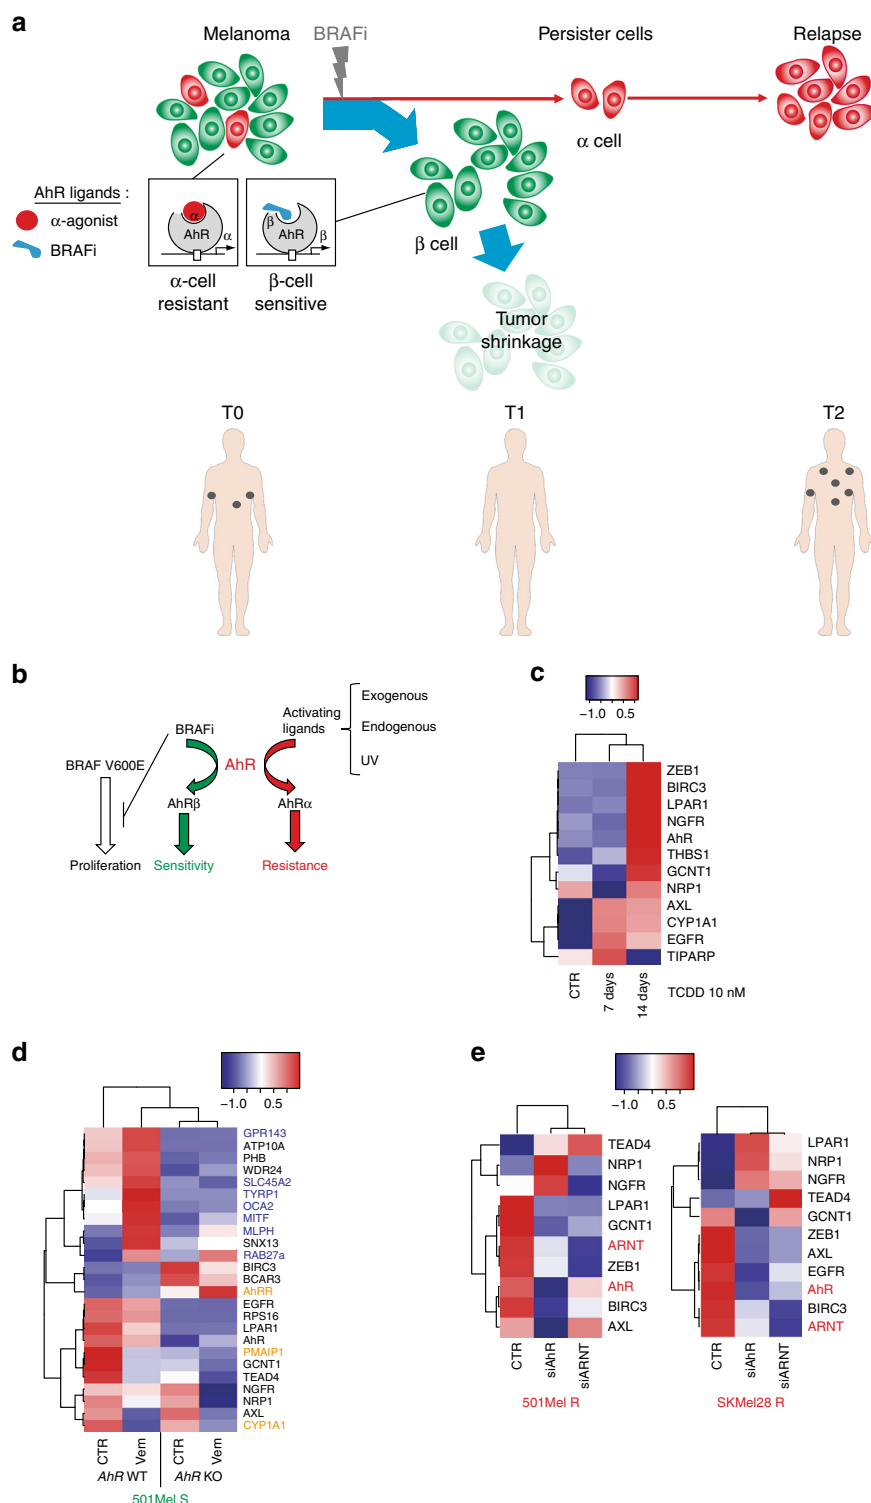 a
Melanoma
BRAFi
Persister cells
Relapse
α cell
AhR ligands :
α-agonist
BRAFi
α
AhR
α
β
AhR
β
β cell
α-cell
resistant
β-cell
sensitive
Tumor
shrinkage
T0
T1
T2
b
BRAFi
Activating
ligands
Exogenous
Endogenous
UV
BRAF V600E
AhR
AhRβ
AhRα
Proliferation
Sensitivity
Resistance
c
−1.0 0.5
ZEB1
BIRC3
LPAR1
NGFR
AhR
THBS1
GCNT1
NRP1
AXL
CYP1A1
EGFR
TIPARP
CTR
7 days
14 days
TCDD 10 nM
d
−1.0 0.5
GPR143
ATP10A
PHB
WDR24
SLC45A2
TYRP1
OCA2
MITF
MLPH
SNX13
RAB27a
BIRC3
BCAR3
AhRR
EGFR
RPS16
LPAR1
AhR
PMAIP1
GCNT1
TEAD4
NGFR
NRP1
AXL
CYP1A1
CTR
Vem
CTR
Vem
AhR WT
AhR KO
501Mel S
e
−1.0 0.5
TEAD4
NRP1
NGFR
LPAR1
GCNT1
ARNT
ZEB1
AhR
BIRC3
AXL
CTR
siAhR
siARNT
501Mel R
LPAR1
NRP1
NGFR
TEAD4
GCNT1
ZEB1
AXL
EGFR
AhR
BIRC3
ARNT
CTR
siAhR
siARNT
SKMel28 R